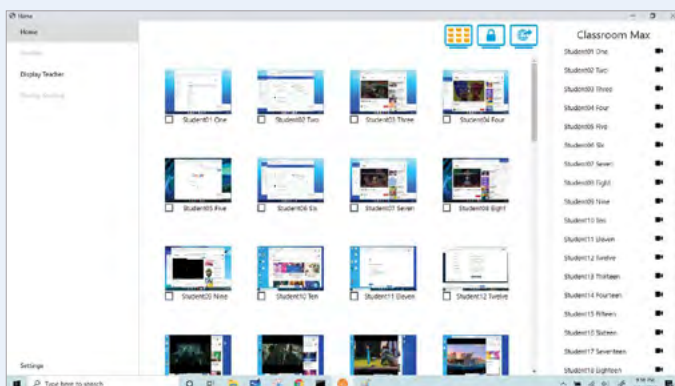 Home
Home
Display Teacher
Settings
Classroom Max
Student01 One
Student02 Two
Student03 Three
Student04 Four
Student05 Five
Student06 Six
Student07 Seven
Student08 Eight
Student09 Nine
Student10 Ten
Student11 Eleven
Student12 Twelve
Student01 One
Student02 Two
Student03 Three
Student04 Four
Student05 Five
Student06 Six
Student07 Seven
Student08 Eight
Student09 Nine
Student10 Ten
Student11 Eleven
Student12 Twelve
Student13 Thirteen
Student14 Fourteen
Student15 Fifteen
Student16 Sixteen
Student17 Seventeen
Student18 Eighteen
Type here to search